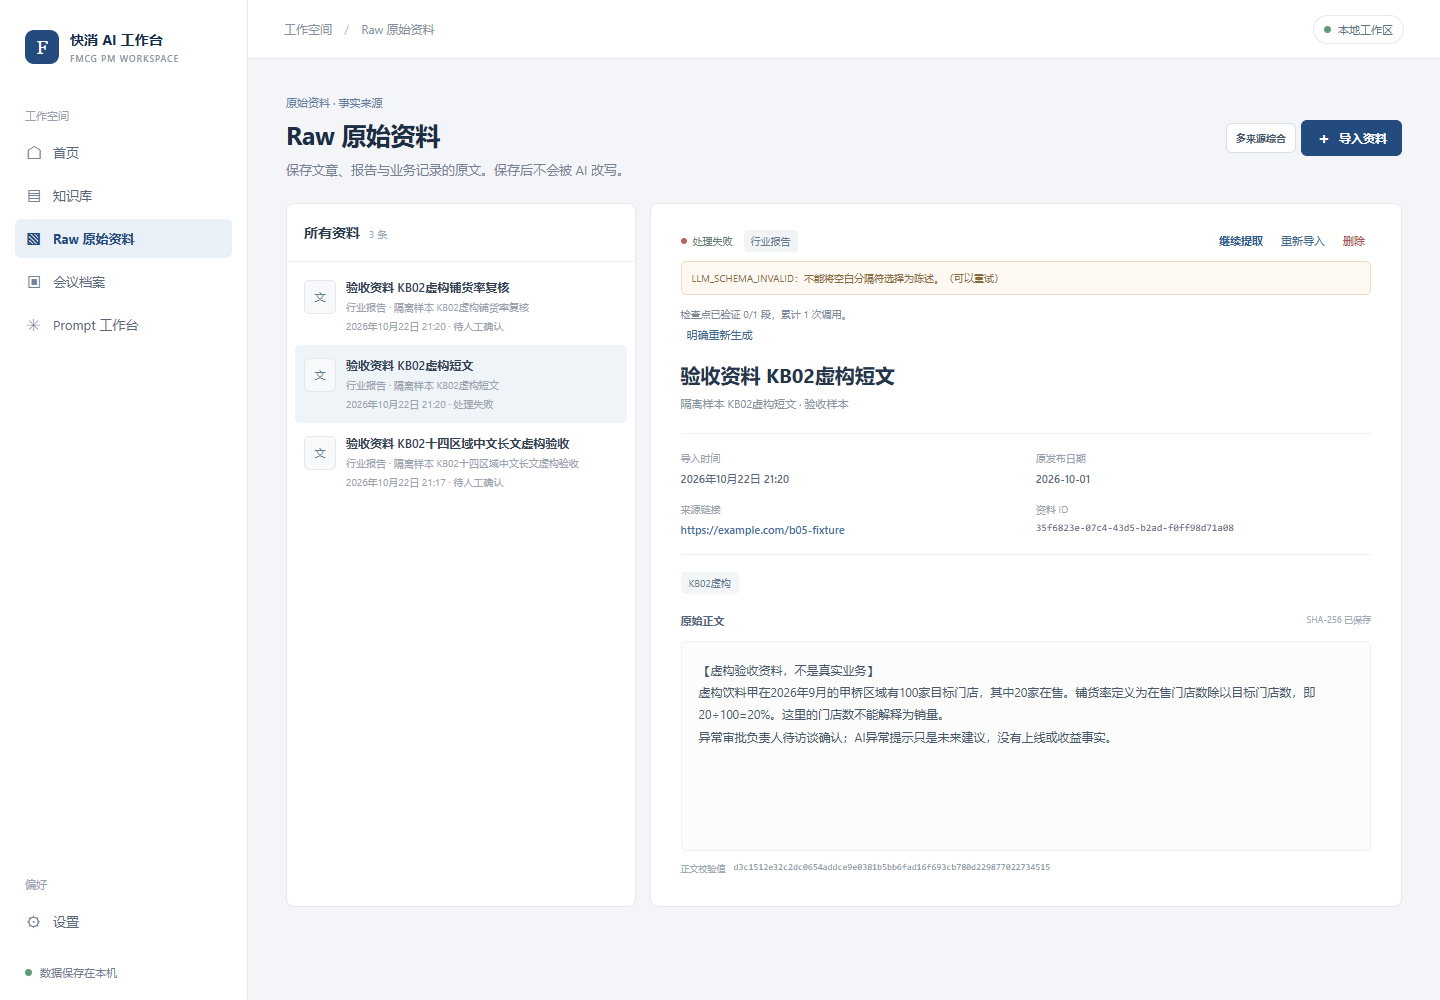 F
快消 AI 工作台
FMCG PM WORKSPACE
工作空间
首页
知识库
Raw 原始资料
会议档案
Prompt 工作台
偏好
设置
数据保存在本机
工作空间 / Raw 原始资料
本地工作区
原始资料 · 事实来源
Raw 原始资料
保存文章、报告与业务记录的原文。保存后不会被 AI 改写。
多来源综合
+ 导入资料
所有资料 3 条
文
验收资料 KB02虚构铺货率复核
行业报告 · 隔离样本 KB02虚构铺货率复核
2026年10月22日 21:20 · 待人工确认
文
验收资料 KB02虚构短文
行业报告 · 隔离样本 KB02虚构短文
2026年10月22日 21:20 · 处理失败
文
验收资料 KB02十四区域中文长文虚构验收
行业报告 · 隔离样本 KB02十四区域中文长文虚构验收
2026年10月22日 21:17 · 待人工确认
处理失败 行业报告
继续提取 重新导入 删除
LLM_SCHEMA_INVALID：不能将空白分隔符选择为陈述。（可以重试）
检查点已验证 0/1 段，累计 1 次调用。
明确重新生成
验收资料 KB02虚构短文
隔离样本 KB02虚构短文 · 验收样本
导入时间
2026年10月22日 21:20
原发布日期
2026-10-01
来源链接
https://example.com/b05-fixture
资料 ID
35f6823e-07c4-43d5-b2ad-f0ff98d71a08
KB02虚构
原始正文
SHA-256 已保存
【虚构验收资料，不是真实业务】
虚构饮料甲在2026年9月的甲桥区域有100家目标门店，其中20家在售。铺货率定义为在售门店数除以目标门店数，即
20÷100=20%。这里的门店数不能解释为销量。
异常审批负责人待访谈确认；AI异常提示只是未来建议，没有上线或收益事实。
正文校验值 d3c1512e32c2dc0654addce9e0381b5bb6fad16f693cb780d229877022734515